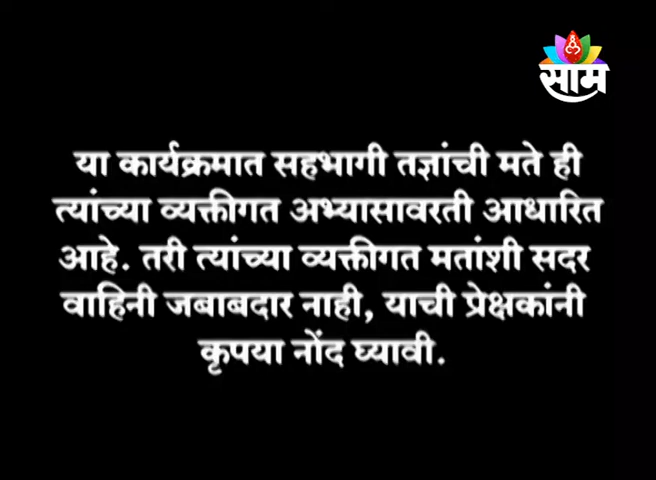 साम
या कार्यक्रमात सहभागी तज्ञांची मते ही
त्यांच्या व्यक्तीगत अभ्यासावरती आधारित
आहे. तरी त्यांच्या व्यक्तीगत मतांशी सदर
वाहिनी जबाबदार नाही, याची प्रेक्षकांनी
कृपया नोंद घ्यावी.